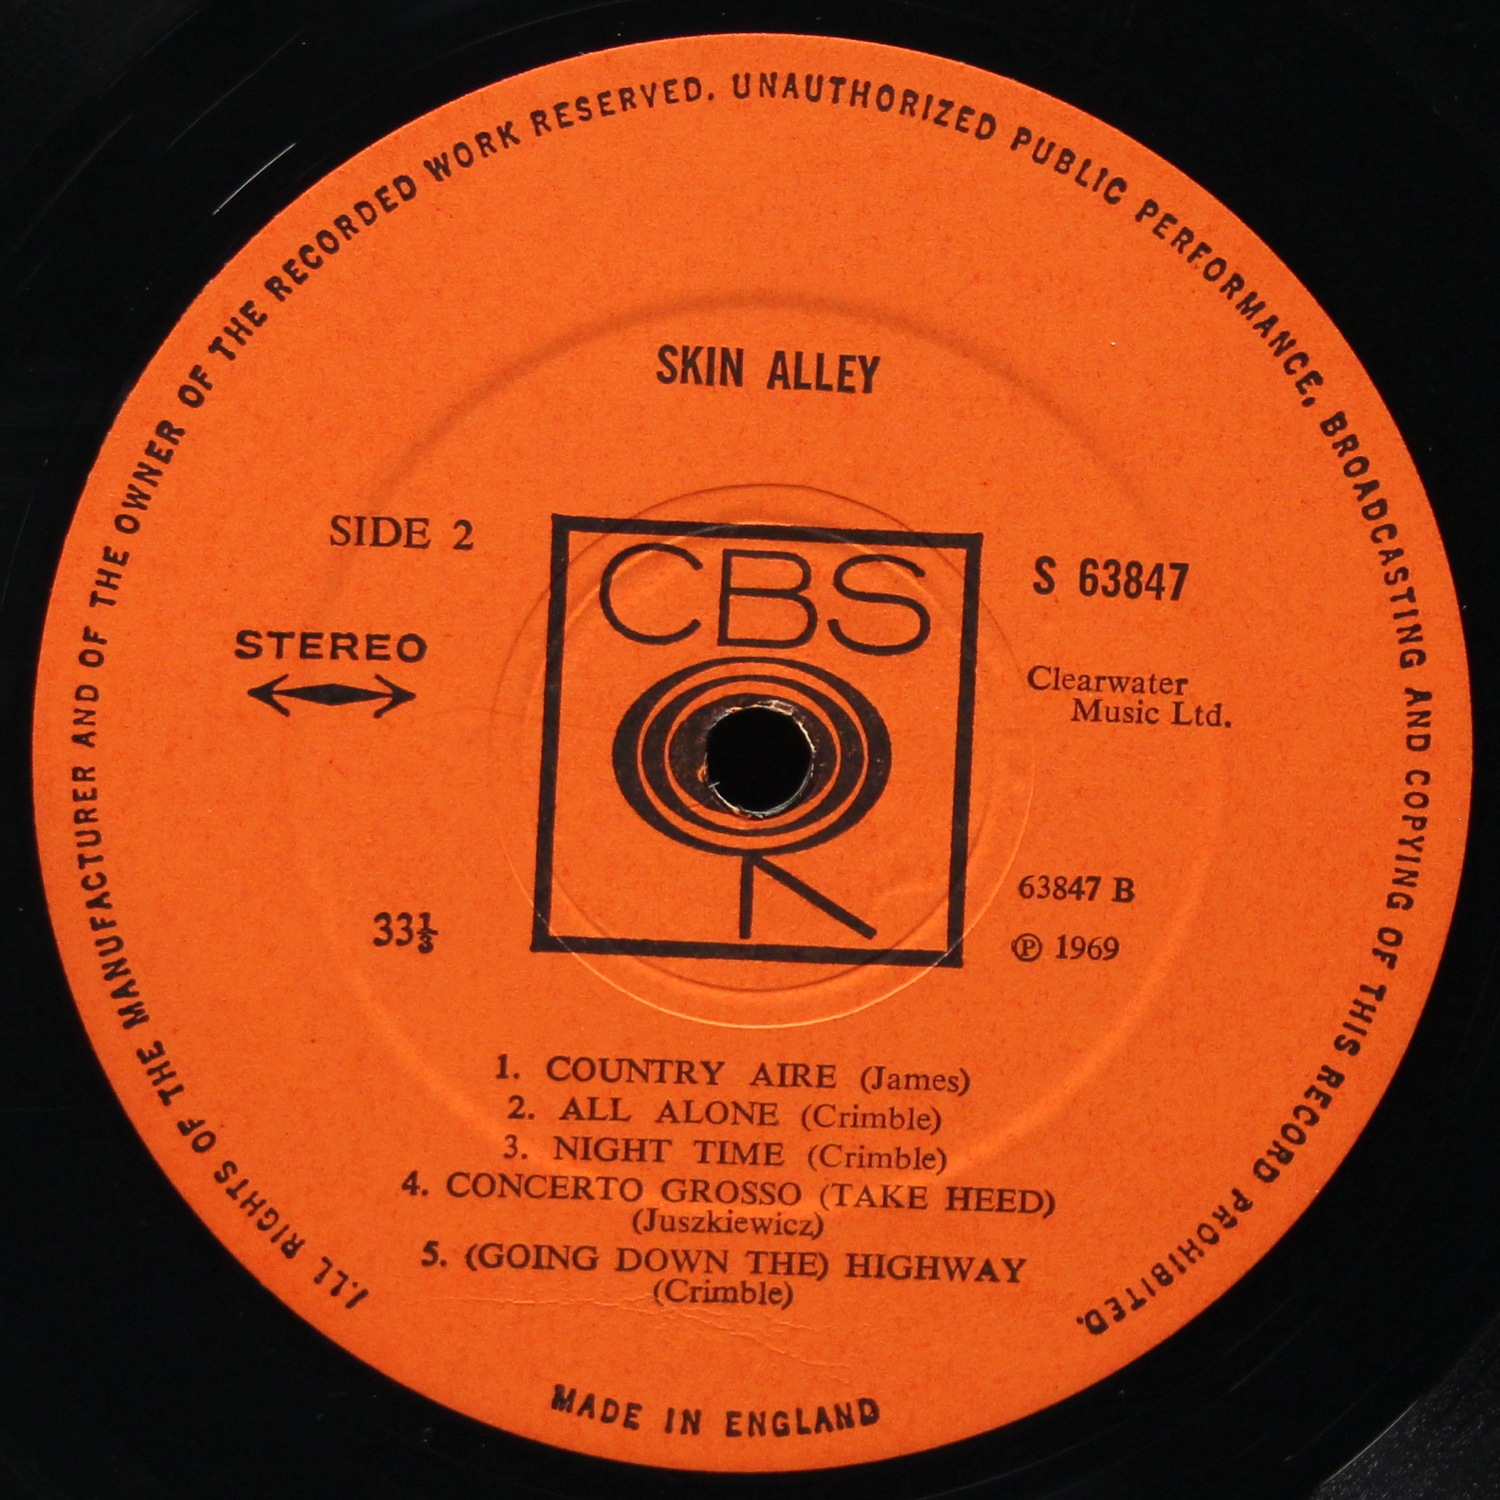 ALL RIGHTS OF THE MANUFACTURER AND OF THE OWNER OF THE RECORDED WORK RESERVED. UNAUTHORIZED PUBLIC PERFORMANCE, BROADCASTING AND COPYING OF THIS RECORD PROHIBITED.
SKIN ALLEY
SIDE 2
STEREO
33⅓
CBS
S 63847
Clearwater
Music Ltd.
63847 B
℗ 1969
1. COUNTRY AIRE (James)
2. ALL ALONE (Crimble)
3. NIGHT TIME (Crimble)
4. CONCERTO GROSSO (TAKE HEED)
(Juszkiewicz)
5. (GOING DOWN THE) HIGHWAY
(Crimble)
MADE IN ENGLAND